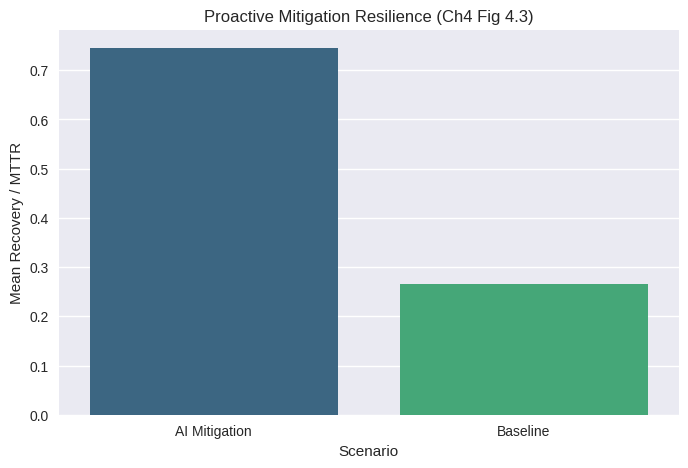 Proactive Mitigation Resilience (Ch4 Fig 4.3)
Mean Recovery / MTTR
0.7
0.6
0.5
0.4
0.3
0.2
0.1
0.0
AI Mitigation
Baseline
Scenario